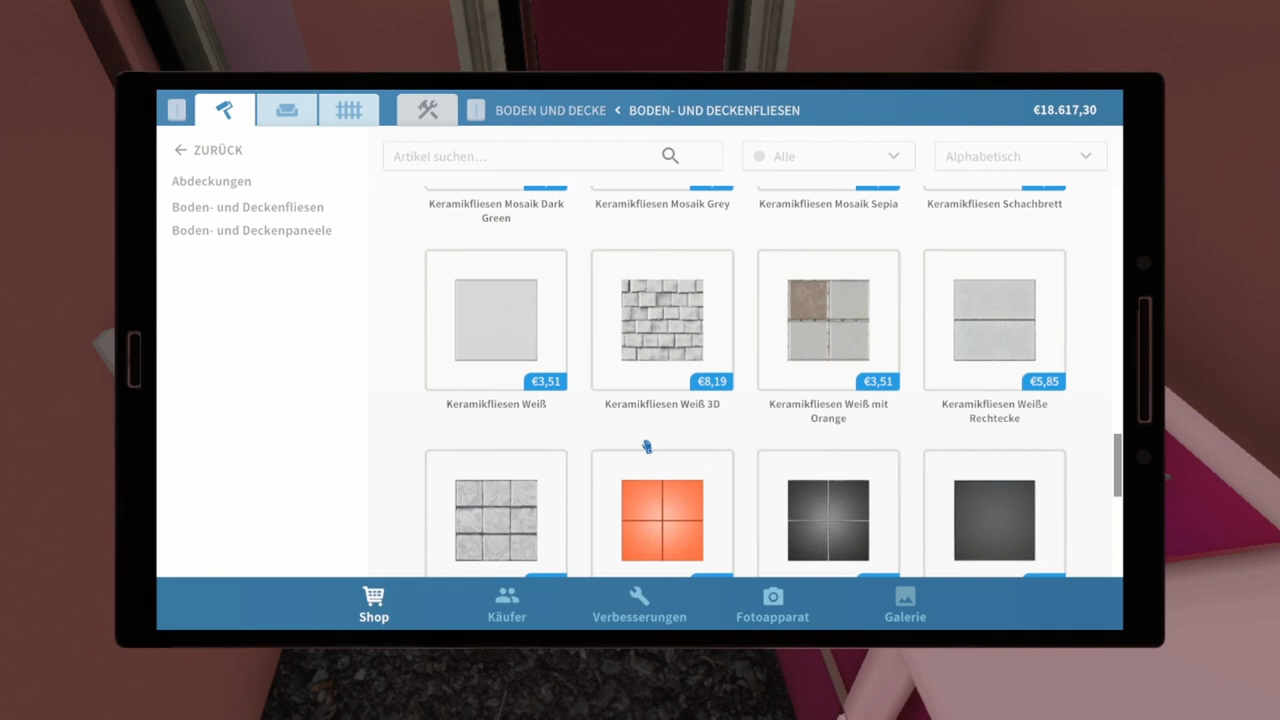 BODEN UND DECKE < BODEN- UND DECKENFLIESEN
€18.617,30
ZURÜCK
Abdeckungen
Boden- und Deckenfliesen
Boden- und Deckenpaneele
Artikel suchen...
Alle
Alphabetisch
Keramikfliesen Mosaik Dark
Green
Keramikfliesen Mosaik Grey
Keramikfliesen Mosaik Sepia
Keramikfliesen Schachbrett
€3,51
€8,19
€3,51
€5,85
Keramikfliesen Weiß
Keramikfliesen Weiß 3D
Keramikfliesen Weiß mit
Orange
Keramikfliesen Weiße
Rechtecke
Shop
Käufer
Verbesserungen
Fotoapparat
Galerie